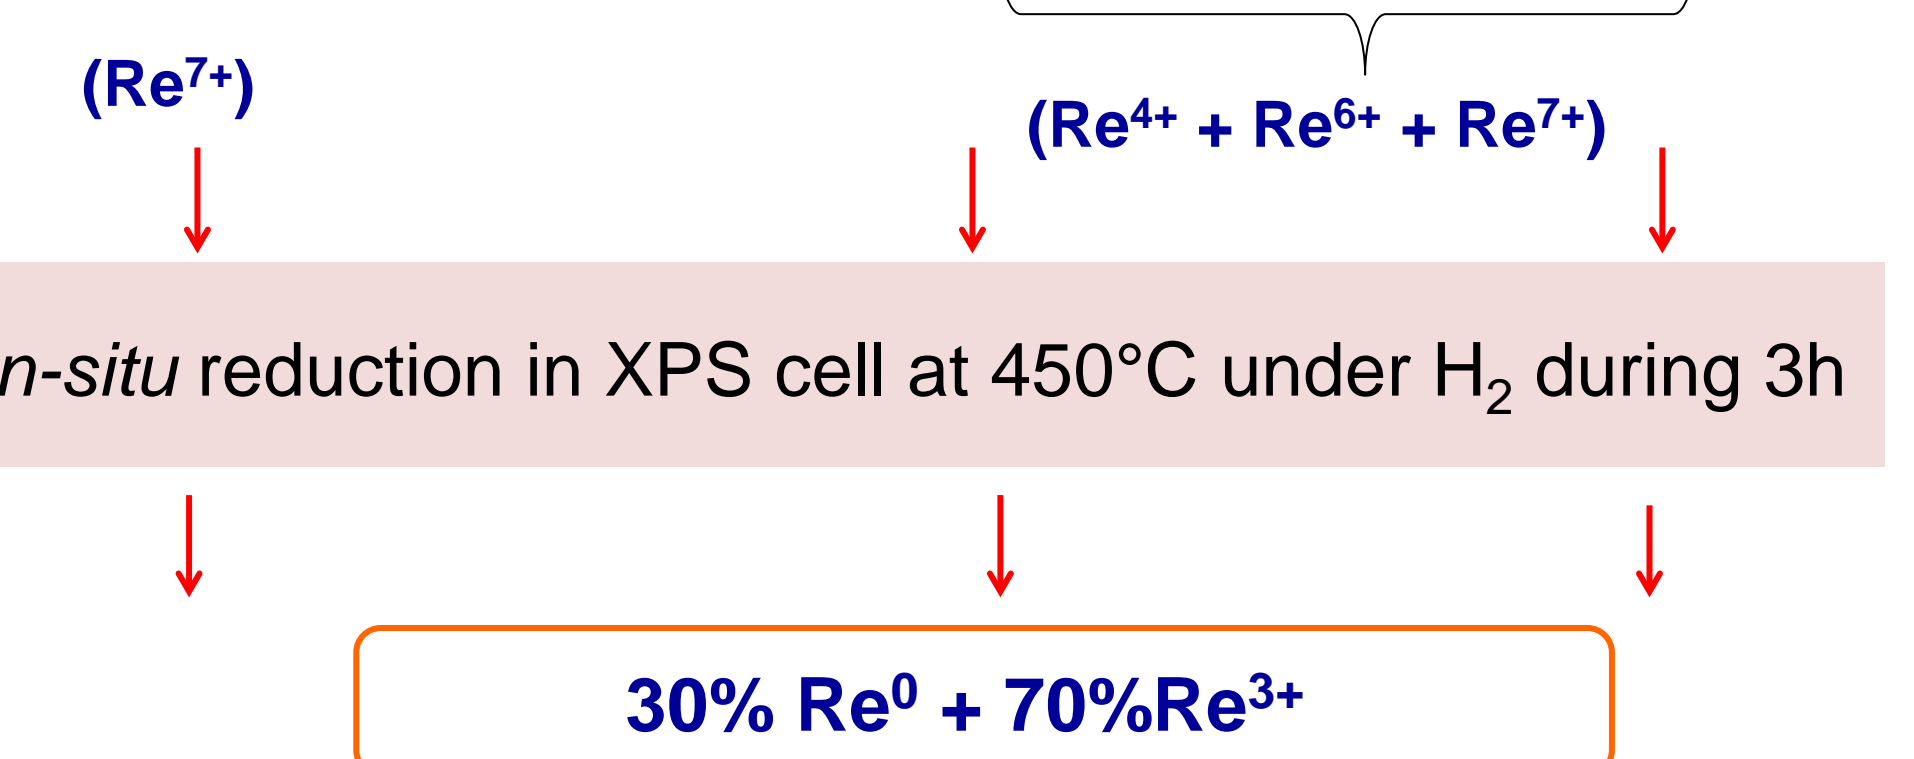 (Re⁷⁺)
(Re⁴⁺ + Re⁶⁺ + Re⁷⁺)
n-situ reduction in XPS cell at 450°C under H₂ during 3h
30% Re⁰ + 70%Re³⁺